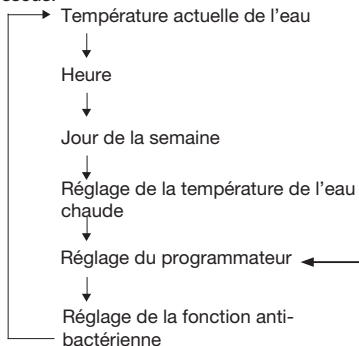 Température actuelle de l'eau
Heure
Jour de la semaine
Réglage de la température de l'eau
chaude
Réglage du programmateur
Réglage de la fonction anti-
bactérienne